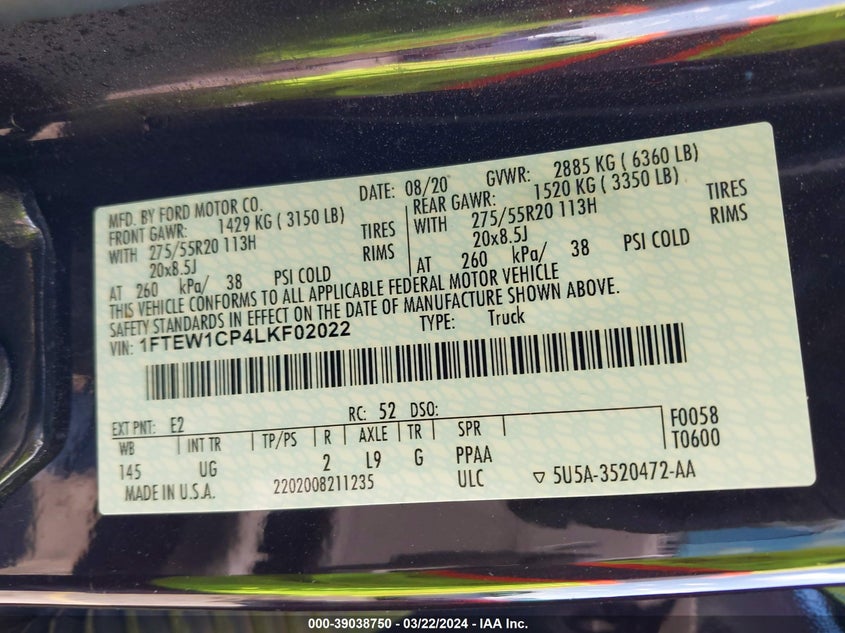 MFD. BY FORD MOTOR CO. DATE: 08/20 GVWR: 2885 KG ( 6360 LB)
FRONT GAWR: 1429 KG ( 3150 LB) REAR GAWR: 1520 KG ( 3350 LB)
WITH 275/55R20 113H TIRES WITH 275/55R20 113H TIRES
20x8.5J RIMS 20x8.5J RIMS
AT 260 kPa/ 38 PSI COLD AT 260 kPa/ 38 PSI COLD
THIS VEHICLE CONFORMS TO ALL APPLICABLE FEDERAL MOTOR VEHICLE
SAFETY STANDARDS IN EFFECT ON THE DATE OF MANUFACTURE SHOWN ABOVE.
VIN: 1FTEW1CP4LKF02022 TYPE: Truck
EXT PNT: E2 RC: 52 DSO: F0058
WB INT TR TP/PS R AXLE TR SPR T0600
145 UG 2 L9 G PPAA
MADE IN U.S.A. 2202008211235 ULC ▽ 5U5A-3520472-AA
000-39038750 — 03/22/2024 — IAA Inc.